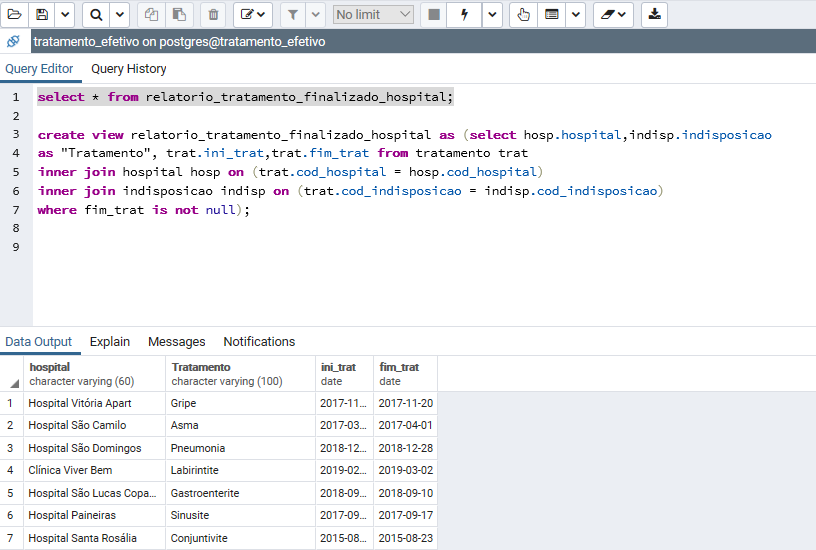 No limit
tratamento_efetivo on postgres@tratamento_efetivo
Query Editor Query History
1 select * from relatorio_tratamento_finalizado_hospital;
2
3 create view relatorio_tratamento_finalizado_hospital as (select hosp.hospital,indisp.indisposicao
4 as "Tratamento", trat.ini_trat,trat.fim_trat from tratamento trat
5 inner join hospital hosp on (trat.cod_hospital = hosp.cod_hospital)
6 inner join indisposicao indisp on (trat.cod_indisposicao = indisp.cod_indisposicao)
7 where fim_trat is not null);
8
9
Data Output Explain Messages Notifications
hospital Tratamento ini_trat fim_trat
character varying (60) character varying (100) date date
1 Hospital Vitória Apart Gripe 2017-11... 2017-11-20
2 Hospital São Camilo Asma 2017-03... 2017-04-01
3 Hospital São Domingos Pneumonia 2018-12... 2018-12-28
4 Clínica Viver Bem Labirintite 2019-02... 2019-03-02
5 Hospital São Lucas Copa... Gastroenterite 2018-09... 2018-09-10
6 Hospital Paineiras Sinusite 2017-09... 2017-09-17
7 Hospital Santa Rosália Conjuntivite 2015-08... 2015-08-23